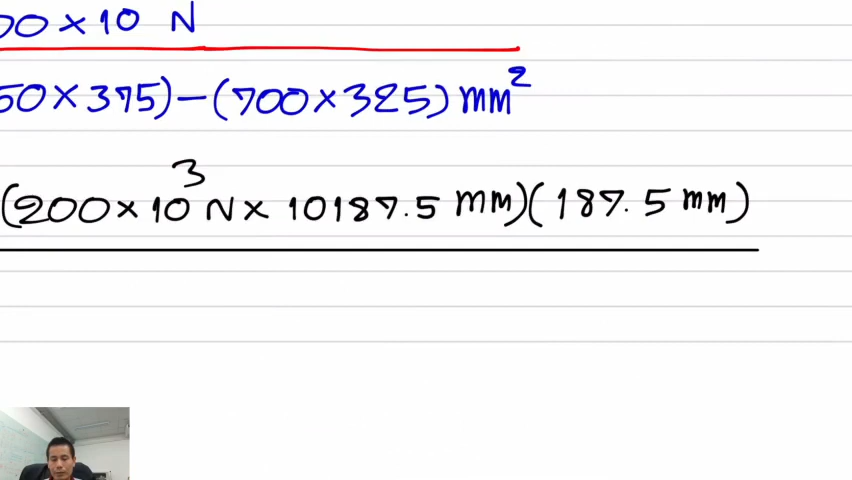 00 × 10 N
50 × 375) − (700 × 325) mm²
(200 × 10³ N × 10187.5 mm)(187.5 mm)